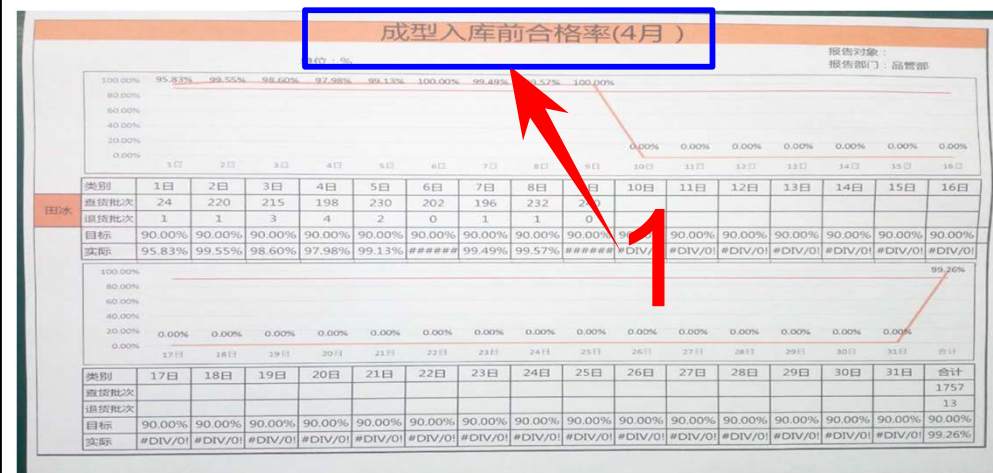 成型入库前合格率(4月)
报告对象：
单位：%
报告部门：品管部
100.00% 95.83% 99.55% 98.60% 97.98% 99.13% 100.00% 99.49% 99.57% 100.00%
80.00%
60.00%
40.00%
20.00% 0.00% 0.00% 0.00% 0.00% 0.00% 0.00% 0.00%
0.00%
1日 2日 3日 4日 5日 6日 7日 8日 9日 10日 11日 12日 13日 14日 15日 16日
类别 1日 2日 3日 4日 5日 6日 7日 8日 10日 11日 12日 13日 14日 15日 16日
查货批次 24 220 215 198 230 202 196 232 240
田冰
退货批次 1 1 3 4 2 0 1 1 0
目标 90.00% 90.00% 90.00% 90.00% 90.00% 90.00% 90.00% 90.00% 90.00% 90.00% 90.00% 90.00% 90.00% 90.00% 90.00% 90.00%
实际 95.83% 99.55% 98.60% 97.98% 99.13% ###### 99.49% 99.57% ###### #DIV/0! #DIV/0! #DIV/0! #DIV/0! #DIV/0! #DIV/0! #DIV/0!
1
100.00% 99.26%
80.00%
60.00%
40.00%
20.00% 0.00% 0.00% 0.00% 0.00% 0.00% 0.00% 0.00% 0.00% 0.00% 0.00% 0.00% 0.00% 0.00% 0.00% 0.00%
0.00%
17日 18日 19日 20日 21日 22日 23日 24日 25日 26日 27日 28日 29日 30日 31日 合计
类别 17日 18日 19日 20日 21日 22日 23日 24日 25日 26日 27日 28日 29日 30日 31日 合计
查货批次 1757
退货批次 13
目标 90.00% 90.00% 90.00% 90.00% 90.00% 90.00% 90.00% 90.00% 90.00% 90.00% 90.00% 90.00% 90.00% 90.00% 90.00% 90.00%
实际 #DIV/0! #DIV/0! #DIV/0! #DIV/0! #DIV/0! #DIV/0! #DIV/0! #DIV/0! #DIV/0! #DIV/0! #DIV/0! #DIV/0! #DIV/0! #DIV/0! #DIV/0! 99.26%